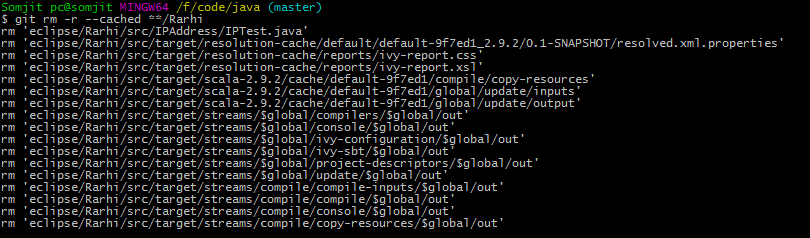 Somjit pc@somjit MINGW64 /f/code/java (master)
$ git rm -r --cached **/Rarhi
rm 'eclipse/Rarhi/src/IPAddress/IPTest.java'
rm 'eclipse/Rarhi/src/target/resolution-cache/default/default-9f7ed1_2.9.2/0.1-SNAPSHOT/resolved.xml.properties'
rm 'eclipse/Rarhi/src/target/resolution-cache/reports/ivy-report.css'
rm 'eclipse/Rarhi/src/target/resolution-cache/reports/ivy-report.xsl'
rm 'eclipse/Rarhi/src/target/scala-2.9.2/cache/default-9f7ed1/compile/copy-resources'
rm 'eclipse/Rarhi/src/target/scala-2.9.2/cache/default-9f7ed1/global/update/inputs'
rm 'eclipse/Rarhi/src/target/scala-2.9.2/cache/default-9f7ed1/global/update/output'
rm 'eclipse/Rarhi/src/target/streams/$global/compilers/$global/out'
rm 'eclipse/Rarhi/src/target/streams/$global/console/$global/out'
rm 'eclipse/Rarhi/src/target/streams/$global/ivy-configuration/$global/out'
rm 'eclipse/Rarhi/src/target/streams/$global/ivy-sbt/$global/out'
rm 'eclipse/Rarhi/src/target/streams/$global/project-descriptors/$global/out'
rm 'eclipse/Rarhi/src/target/streams/$global/update/$global/out'
rm 'eclipse/Rarhi/src/target/streams/compile/compile-inputs/$global/out'
rm 'eclipse/Rarhi/src/target/streams/compile/compile/$global/out'
rm 'eclipse/Rarhi/src/target/streams/compile/console/$global/out'
rm 'eclipse/Rarhi/src/target/streams/compile/copy-resources/$global/out'